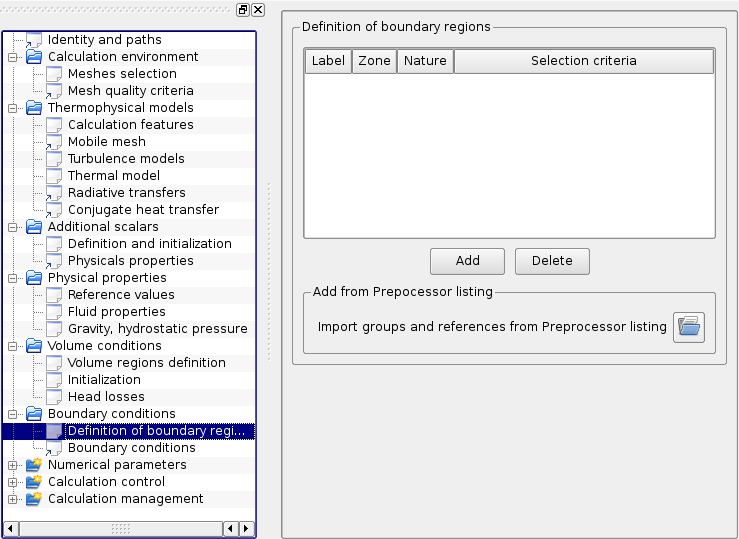 Identity and paths
Calculation environment
Meshes selection
Mesh quality criteria
Thermophysical models
Calculation features
Mobile mesh
Turbulence models
Thermal model
Radiative transfers
Conjugate heat transfer
Additional scalars
Definition and initialization
Physicals properties
Physical properties
Reference values
Fluid properties
Gravity, hydrostatic pressure
Volume conditions
Volume regions definition
Initialization
Head losses
Boundary conditions
Definition of boundary regi...
Boundary conditions
Numerical parameters
Calculation control
Calculation management
Definition of boundary regions
Label Zone Nature Selection criteria
Add Delete
Add from Prepocessor listing
Import groups and references from Preprocessor listing